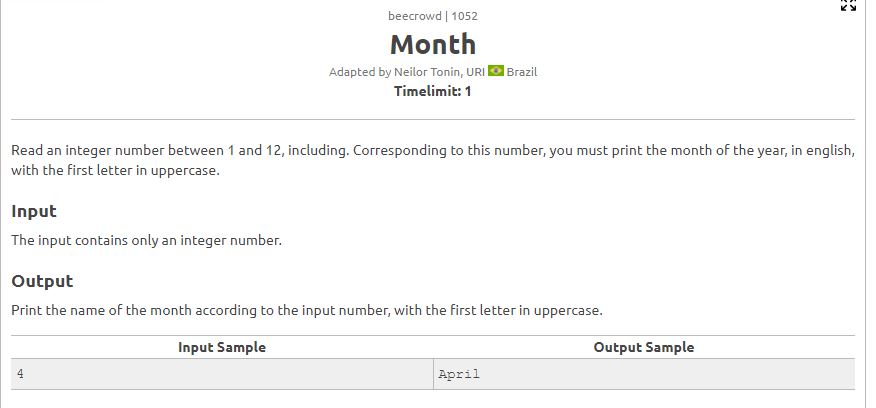 beecrowd | 1052
Month
Adapted by Neilor Tonin, URI Brazil
Timelimit: 1
Read an integer number between 1 and 12, including. Corresponding to this number, you must print the month of the year, in english,
with the first letter in uppercase.
Input
The input contains only an integer number.
Output
Print the name of the month according to the input number, with the first letter in uppercase.
Input Sample Output Sample
4 April